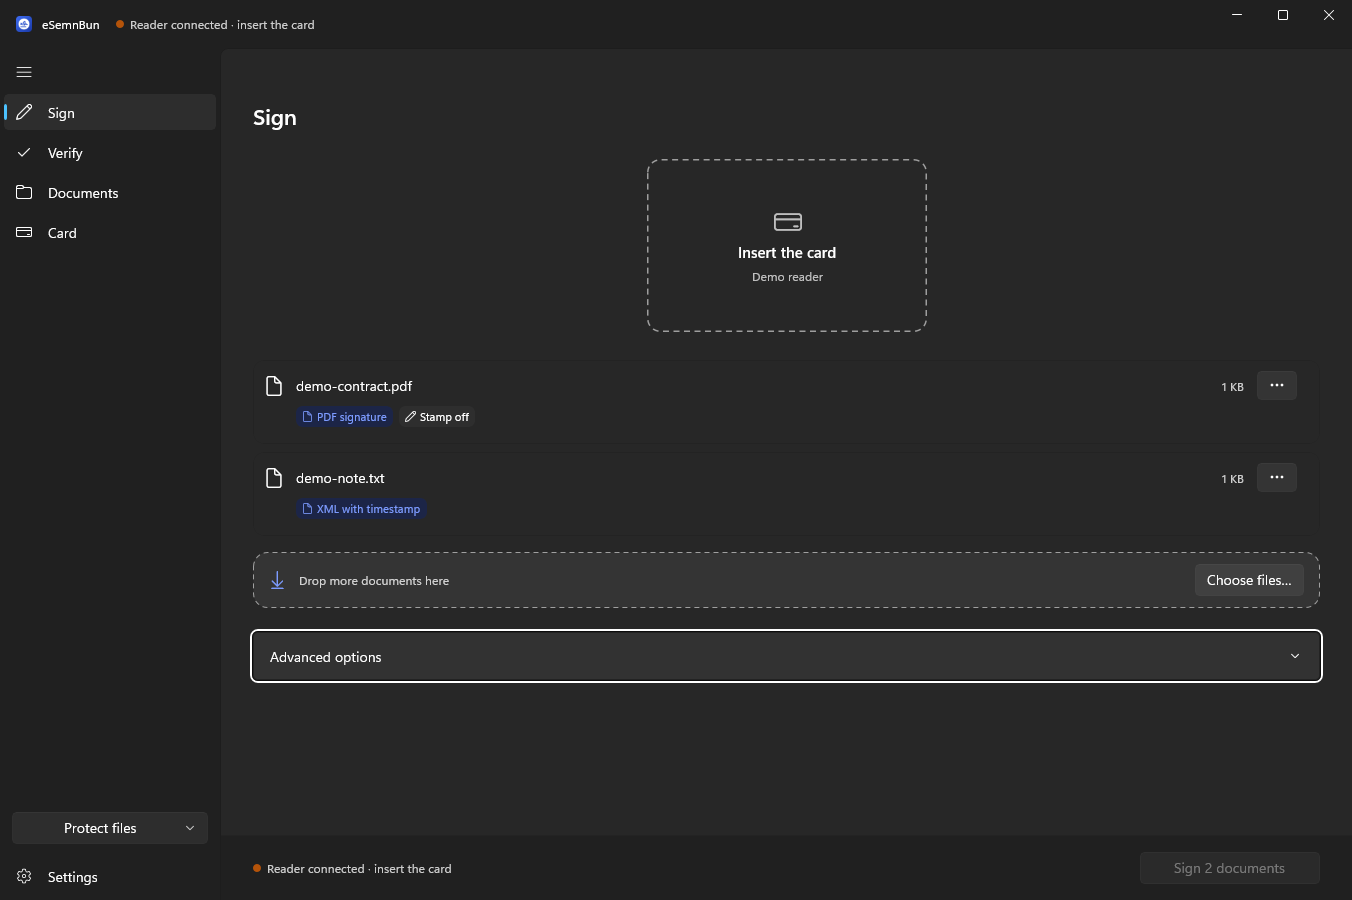 eSemnBun
Reader connected · insert the card
Sign
Verify
Documents
Card
Sign
Insert the card
Demo reader
demo-contract.pdf
1 KB
PDF signature
Stamp off
demo-note.txt
1 KB
XML with timestamp
Drop more documents here
Choose files...
Advanced options
Protect files
Settings
Reader connected · insert the card
Sign 2 documents